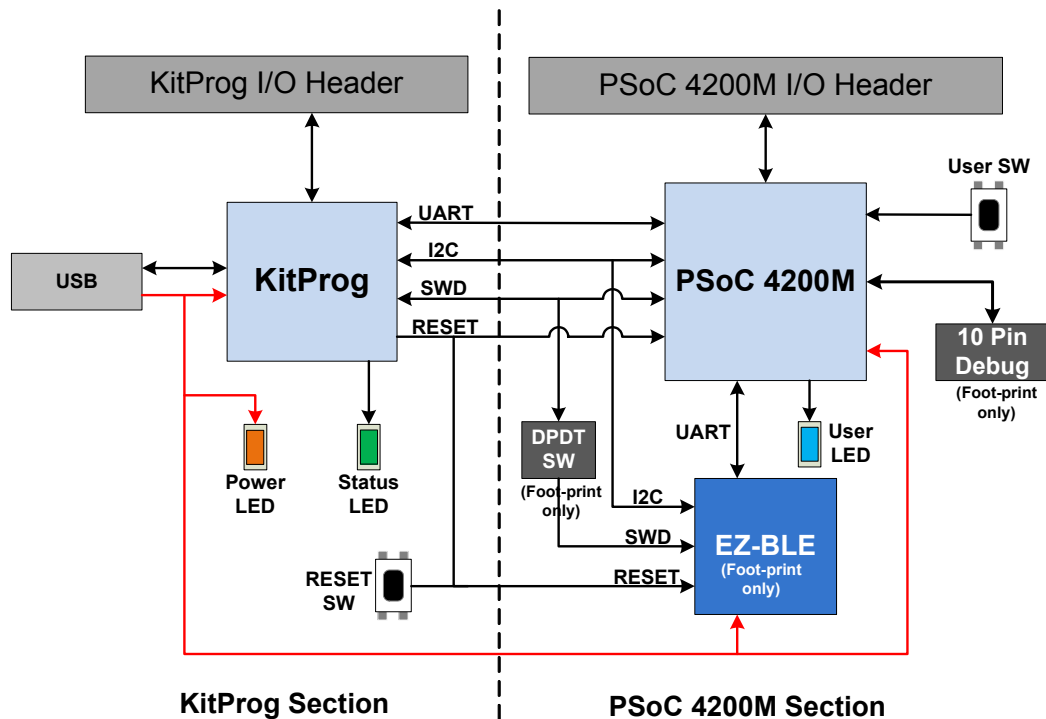 KitProg I/O Header
PSoC 4200M I/O Header
User SW
UART
I2C
SWD
RESET
USB
KitProg
PSoC 4200M
10 Pin
Debug
(Foot-print
only)
DPDT
SW
(Foot-print
only)
UART
User
LED
Power
LED
Status
LED
I2C
SWD
RESET
EZ-BLE
(Foot-print
only)
RESET
SW
KitProg Section
PSoC 4200M Section